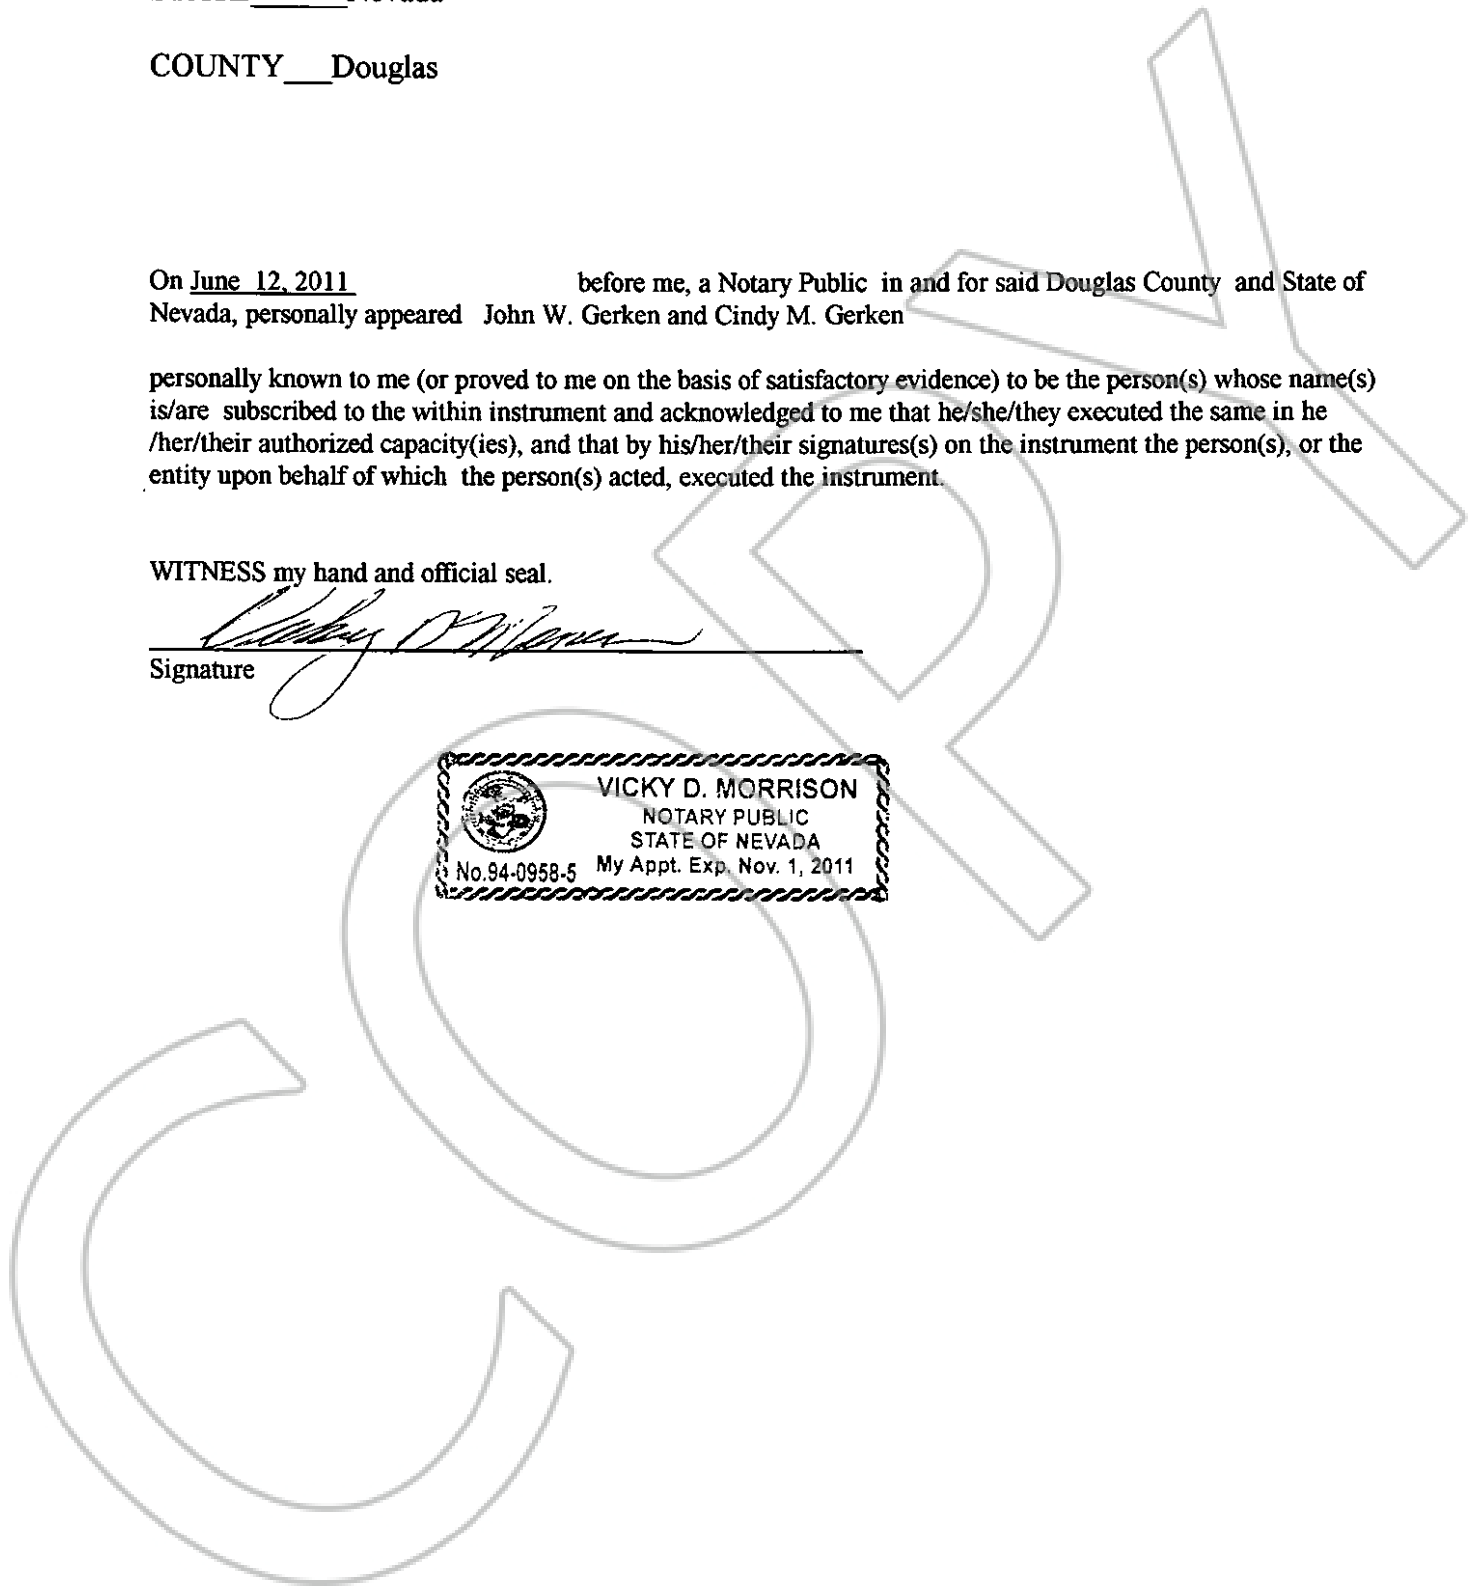 Nevada
COUNTY___Douglas
On June 12, 2011 before me, a Notary Public in and for said Douglas County and State of
Nevada, personally appeared John W. Gerken and Cindy M. Gerken
personally known to me (or proved to me on the basis of satisfactory evidence) to be the person(s) whose name(s)
is/are subscribed to the within instrument and acknowledged to me that he/she/they executed the same in he
/her/their authorized capacity(ies), and that by his/her/their signatures(s) on the instrument the person(s), or the
entity upon behalf of which the person(s) acted, executed the instrument.
WITNESS my hand and official seal.
Signature
VICKY D. MORRISON
NOTARY PUBLIC
STATE OF NEVADA
No.94-0958-5 My Appt. Exp. Nov. 1, 2011
COPY